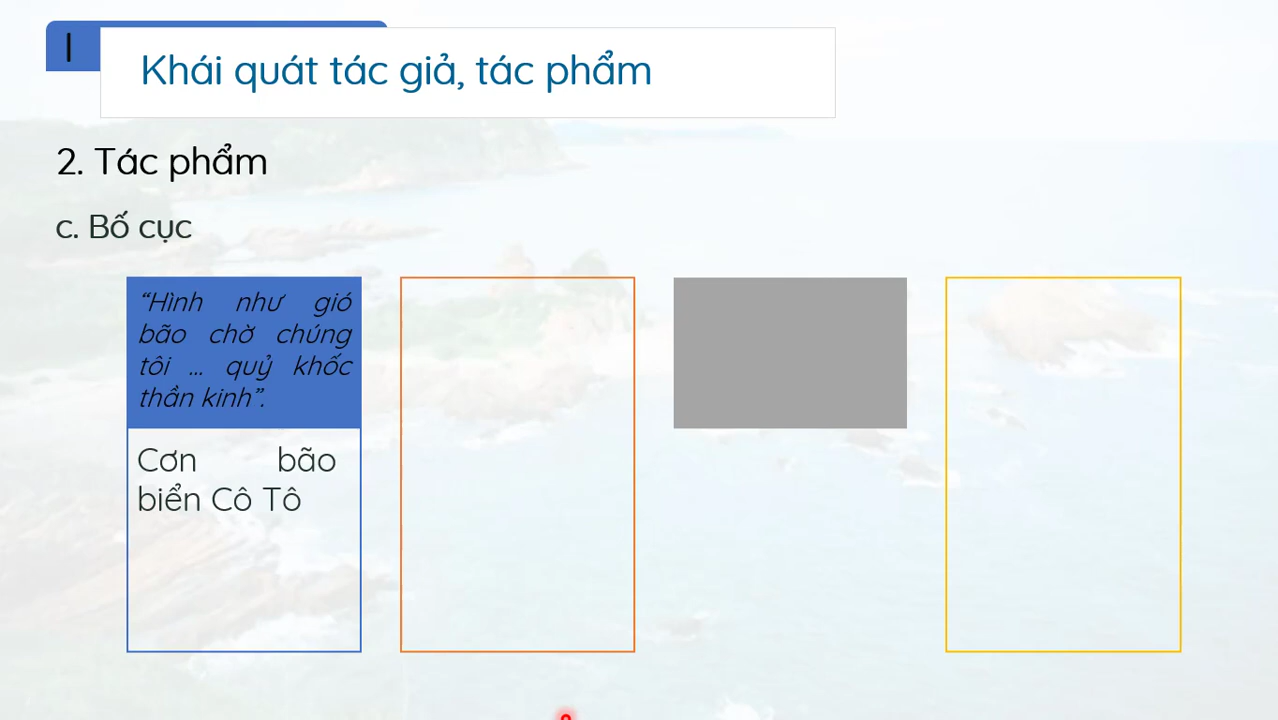 I
Khái quát tác giả, tác phẩm
2. Tác phẩm
c. Bố cục
“Hình như gió
bão chờ chúng
tôi ... quỷ khốc
thần kinh”.
Cơn bão
biển Cô Tô